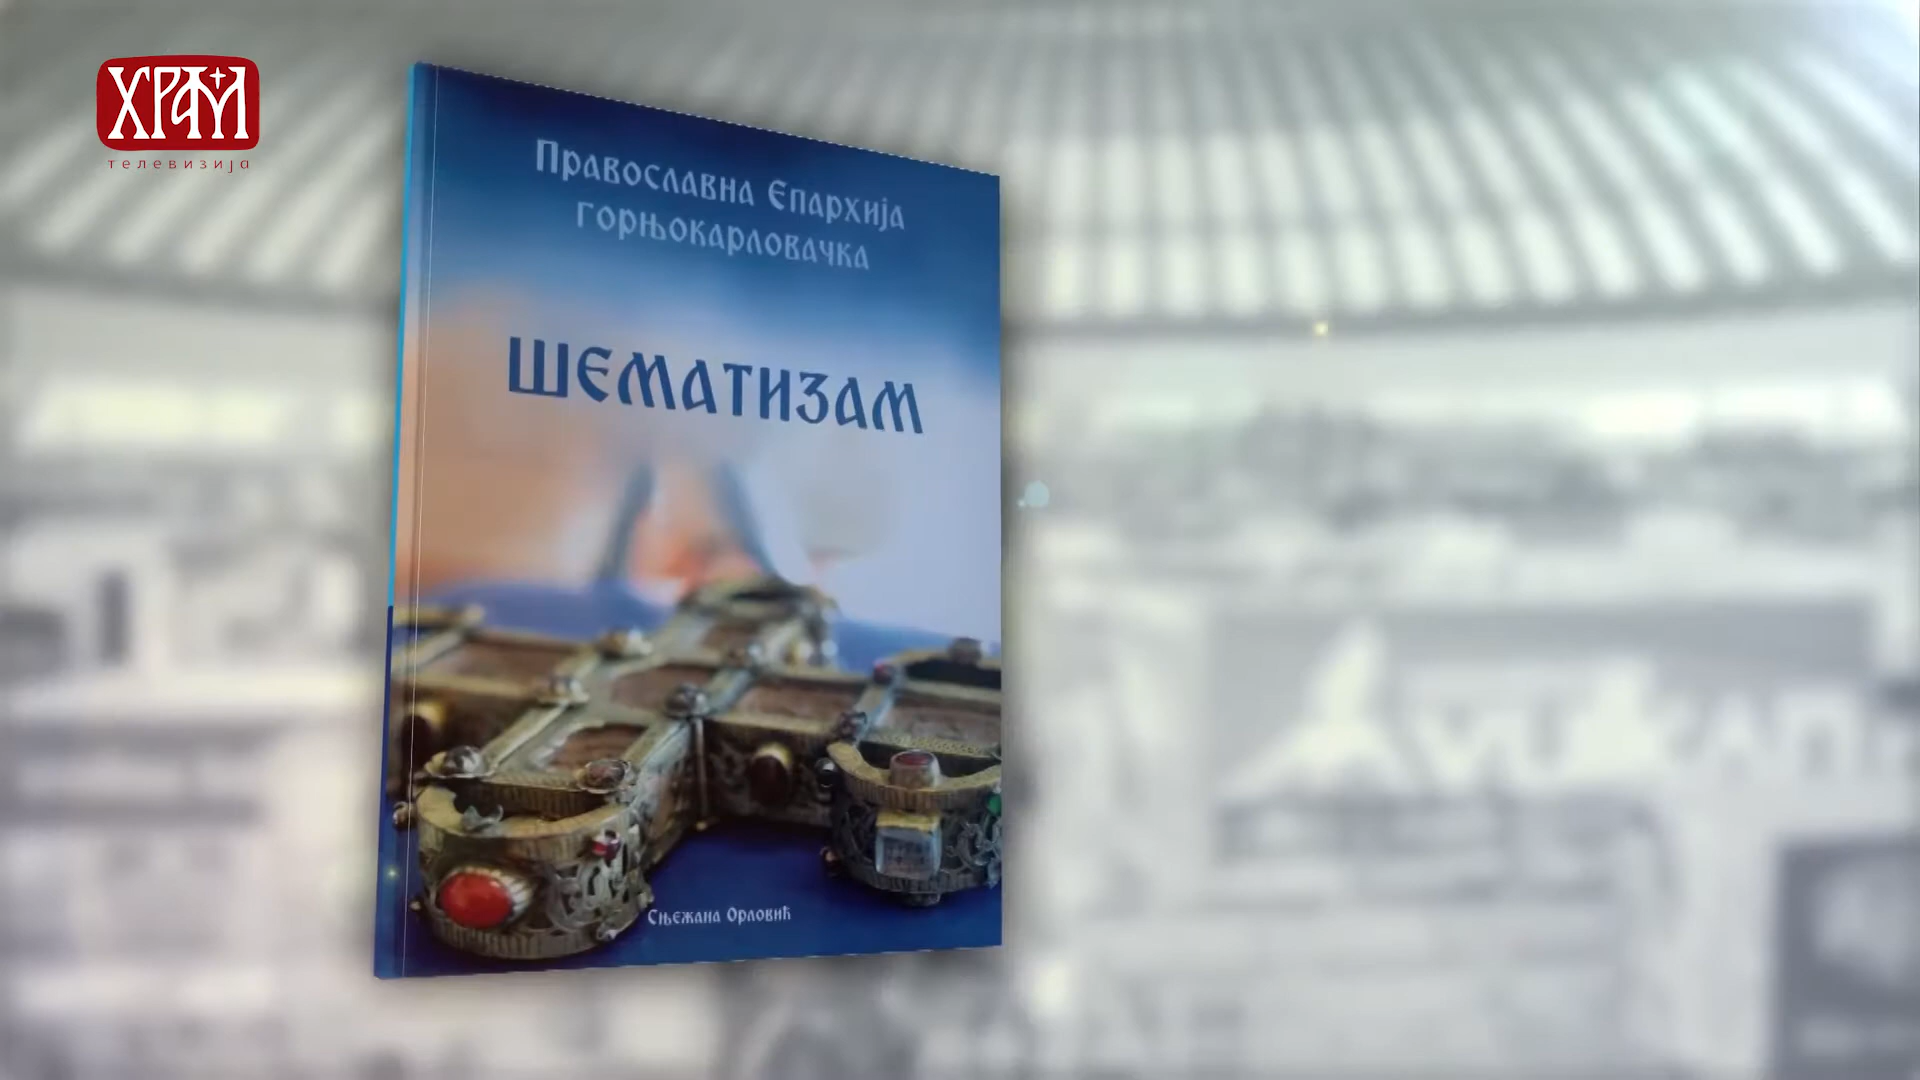 ХРАМ
телевизија
Православна Епархија
горњокарловачка
ШЕМАТИЗАМ
Сњежана Орловић